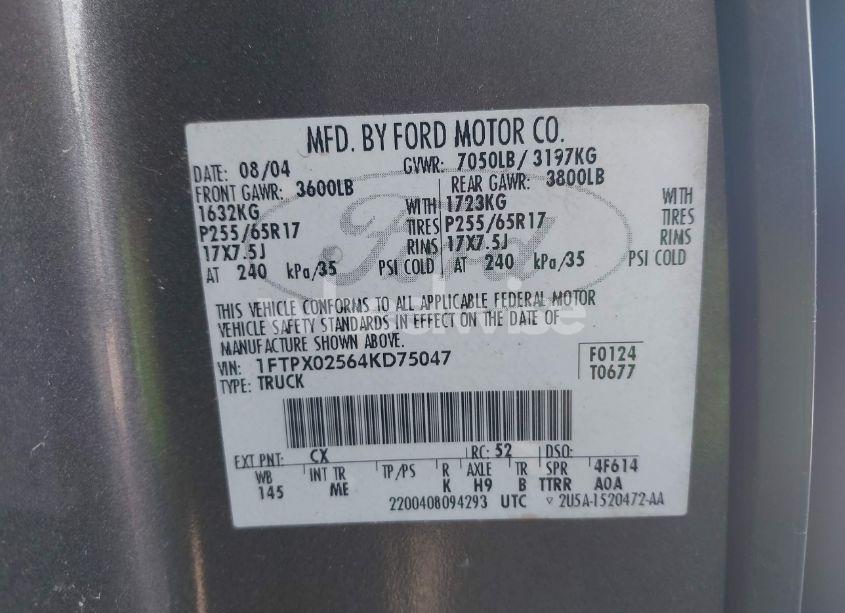 MFD. BY FORD MOTOR CO.
DATE: 08/04 GVWR: 7050LB/ 3197KG
FRONT GAWR: 3600LB REAR GAWR: 3800LB
1632KG WITH 1723KG WITH
P255/65R17 TIRES P255/65R17 TIRES
17X7.5J RIMS 17X7.5J RIMS
AT 240 kPa/35 PSI COLD AT 240 kPa/35 PSI COLD
THIS VEHICLE CONFORMS TO ALL APPLICABLE FEDERAL MOTOR
VEHICLE SAFETY STANDARDS IN EFFECT ON THE DATE OF
MANUFACTURE SHOWN ABOVE.
VIN: 1FTPX02564KD75047 F0124
TYPE: TRUCK T0677
EXT PNT: CX RC: 52 DSO:
WB INT TR TP/PS R AXLE TR SPR 4F614
145 ME K H9 B TTRR A0A
2200408094293 UTC ▿ 2U5A-1520472-AA
Ford